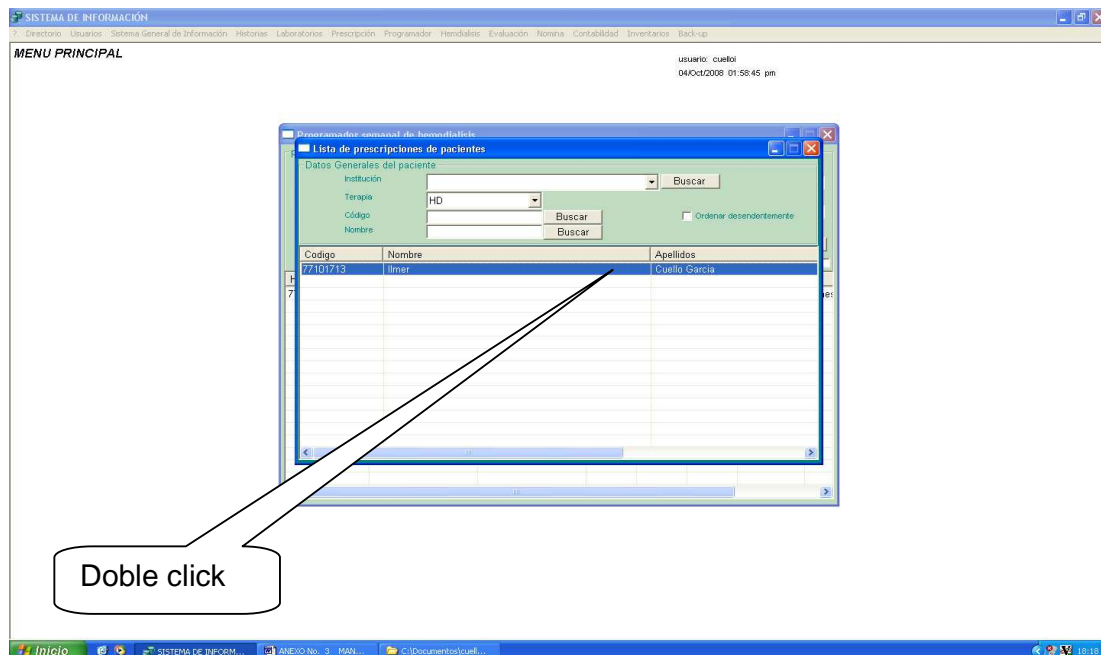 SISTEMA DE INFORMACIÓN
? Directorio Usuarios Sistema General de Información Historias Laboratorios Prescripción Programador Hemdialisis Evaluación Nomina Contabilidad Inventarios Back-up
MENU PRINCIPAL
usuario: cuelloi
04/Oct/2008 01:58:45 pm
Programador semanal de hemodialisis
Lista de prescripciones de pacientes
Datos Generales del paciente
Institución Buscar
Terapia HD
Código Buscar Ordenar desendentemente
Nombre Buscar
Codigo Nombre Apellidos
77101713 Ilmer Cuello Garcia
Doble click
Inicio SISTEMA DE INFORM... ANEXO No. 3 MAN... C:\Documentos\cuell... 18:18